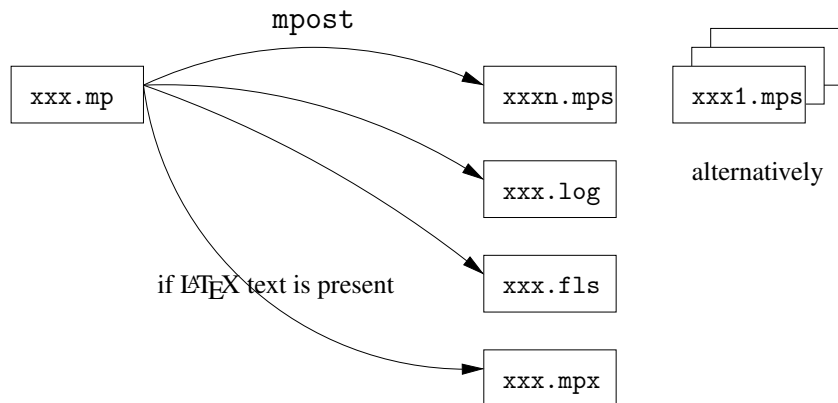 mpost
xxx.mp
xxxn.mps
xxx1.mps
alternatively
xxx.log
if LATEX text is present
xxx.fls
xxx.mpx